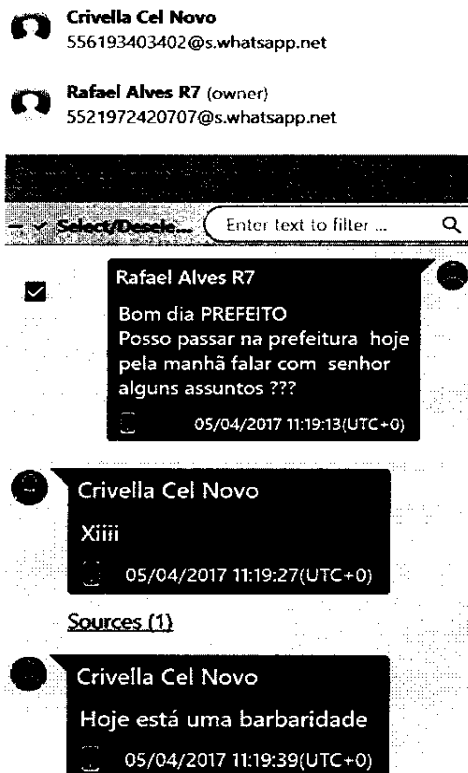 Crivella Cel Novo
556193403402@s.whatsapp.net
Rafael Alves R7 (owner)
5521972420707@s.whatsapp.net
Select/Desele...
Enter text to filter ...
Rafael Alves R7
Bom dia PREFEITO
Posso passar na prefeitura hoje
pela manhã falar com senhor
alguns assuntos ???
05/04/2017 11:19:13(UTC+0)
Crivella Cel Novo
Xiiii
05/04/2017 11:19:27(UTC+0)
Sources (1)
Crivella Cel Novo
Hoje está uma barbaridade
05/04/2017 11:19:39(UTC+0)